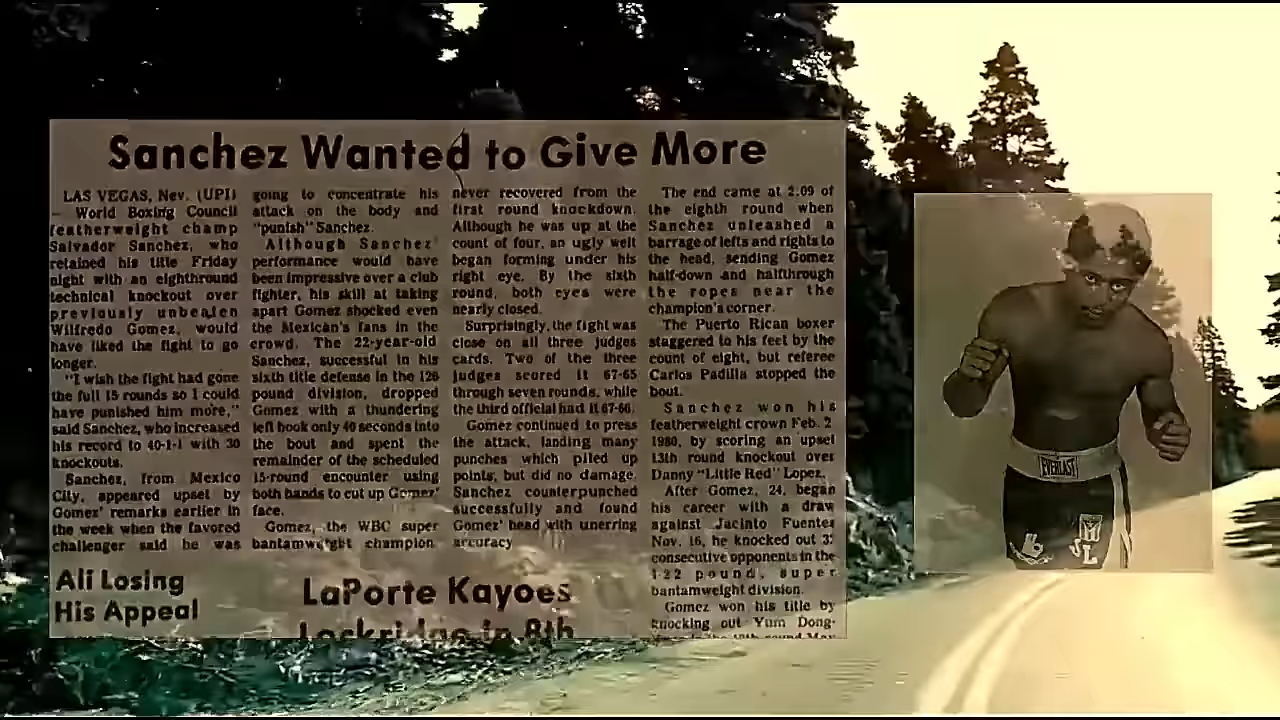 Sanchez Wanted to Give More
LAS VEGAS, Nev. (UPI)
— World Boxing Council
featherweight champ
Salvador Sanchez, who
retained his title Friday
night with an eighthround
technical knockout over
previously unbeaten
Wilfredo Gomez, would
have liked the fight to go
longer.
"I wish the fight had gone
the full 15 rounds so I could
have punished him more,"
said Sanchez, who increased
his record to 40-1-1 with 30
knockouts.
Sanchez, from Mexico
City, appeared upset by
Gomez' remarks earlier in
the week when the favored
challenger said he was
going to concentrate his
attack on the body and
"punish" Sanchez.
Although Sanchez'
performance would have
been impressive over a club
fighter, his skill at taking
apart Gomez shocked even
the Mexican's fans in the
crowd. The 22-year-old
Sanchez, successful in his
sixth title defense in the 126
pound division, dropped
Gomez with a thundering
left hook only 40 seconds into
the bout and spent the
remainder of the scheduled
15-round encounter using
both hands to cut up Gomez'
face.
Gomez, the WBC super
bantamweight champion
never recovered from the
first round knockdown.
Although he was up at the
count of four, an ugly welt
began forming under his
right eye. By the sixth
round, both eyes were
nearly closed.
Surprisingly, the fight was
close on all three judges
cards. Two of the three
judges scored it 67-65
through seven rounds, while
the third official had it 67-66.
Gomez continued to press
the attack, landing many
punches which piled up
points, but did no damage.
Sanchez counterpunched
successfully and found
Gomez' head with unerring
accuracy
The end came at 2.09 of
the eighth round when
Sanchez unleashed a
barrage of lefts and rights to
the head, sending Gomez
half-down and halfthrough
the ropes near the
champion's corner.
The Puerto Rican boxer
staggered to his feet by the
count of eight, but referee
Carlos Padilla stopped the
bout.
Sanchez won his
featherweight crown Feb. 2
1980, by scoring an upset
13th round knockout over
Danny "Little Red" Lopez.
After Gomez, 24, began
his career with a draw
against Jacinto Fuentes
Nov. 16, he knocked out
consecutive opponents in the
122 pound, super
bantamweight division.
Gomez won his title by
knocking out Yum Dong-
Ali Losing
His Appeal
LaPorte Kayoes
Lockridge in 8th
EVERLAST